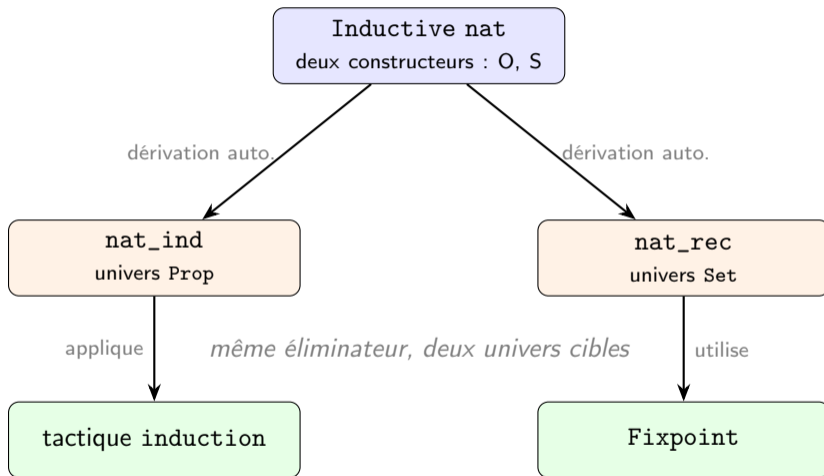 Inductive nat
deux constructeurs : O, S
dérivation auto.
dérivation auto.
nat_ind
univers Prop
nat_rec
univers Set
applique
même éliminateur, deux univers cibles
utilise
tactique induction
Fixpoint